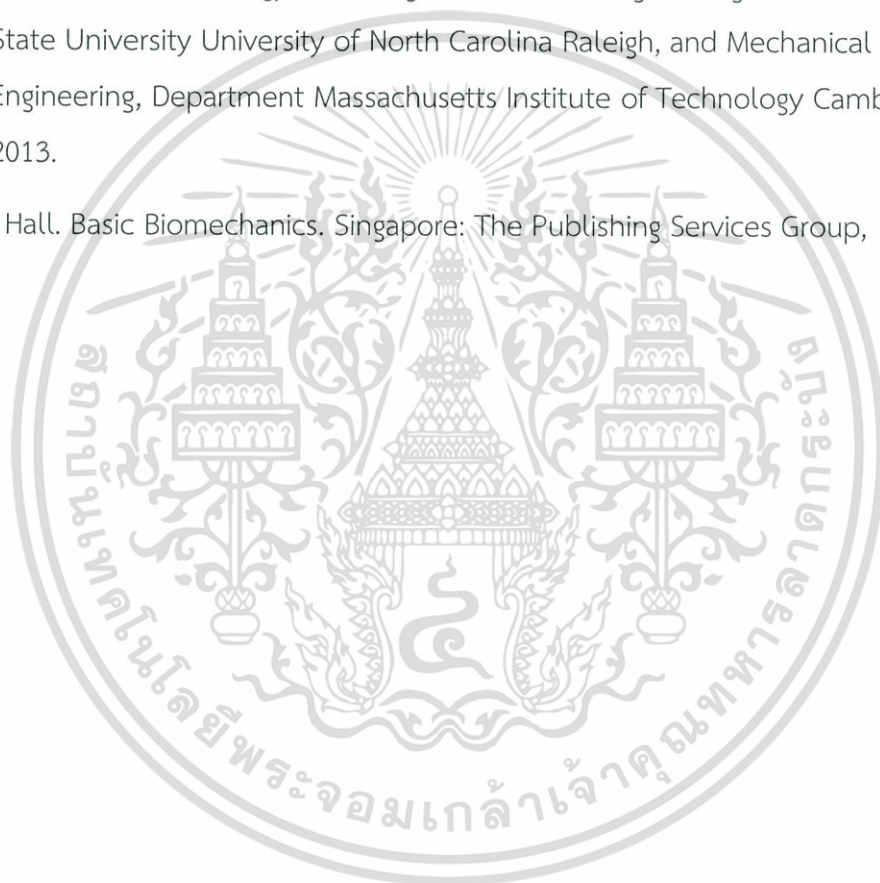 State University University of North Carolina Raleigh, and Mechanical
Engineering, Department Massachusetts Institute of Technology Camb
2013.
Hall. Basic Biomechanics. Singapore: The Publishing Services Group,
สถาบันเทคโนโลยีพระจอมเกล้าเจ้าคุณทหารลาดกระบัง